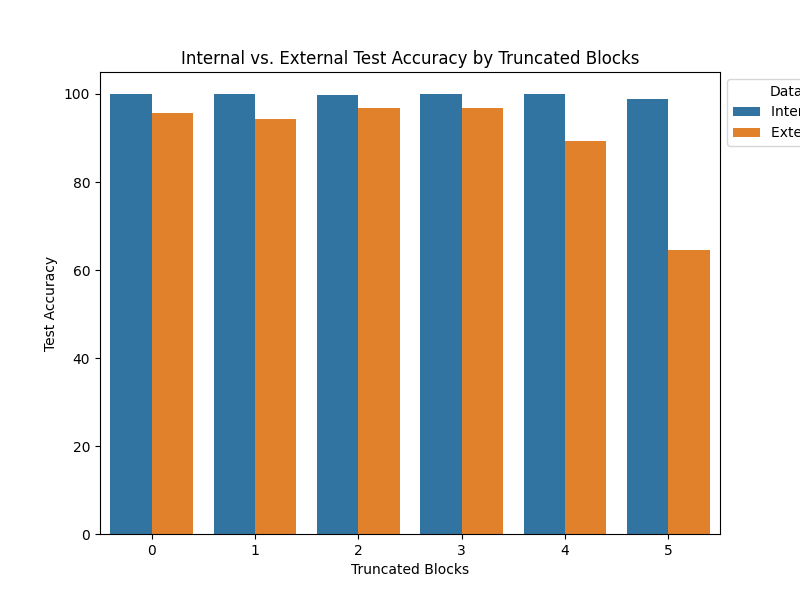 Internal vs. External Test Accuracy by Truncated Blocks
Data
Inter
Exte
100
80
60
40
20
0
Test Accuracy
0 1 2 3 4 5
Truncated Blocks